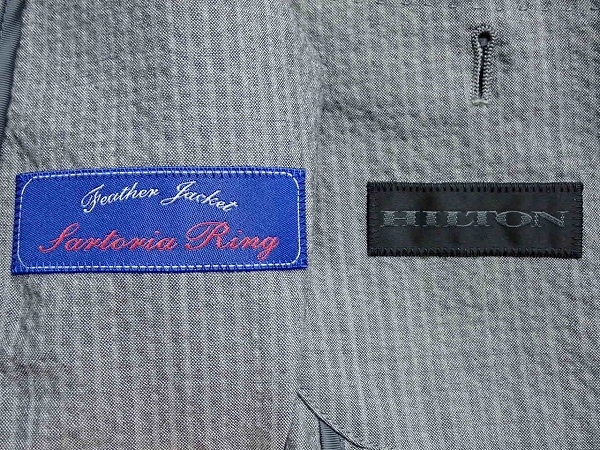 Feather Jacket
Sartoria Ring
HILTON